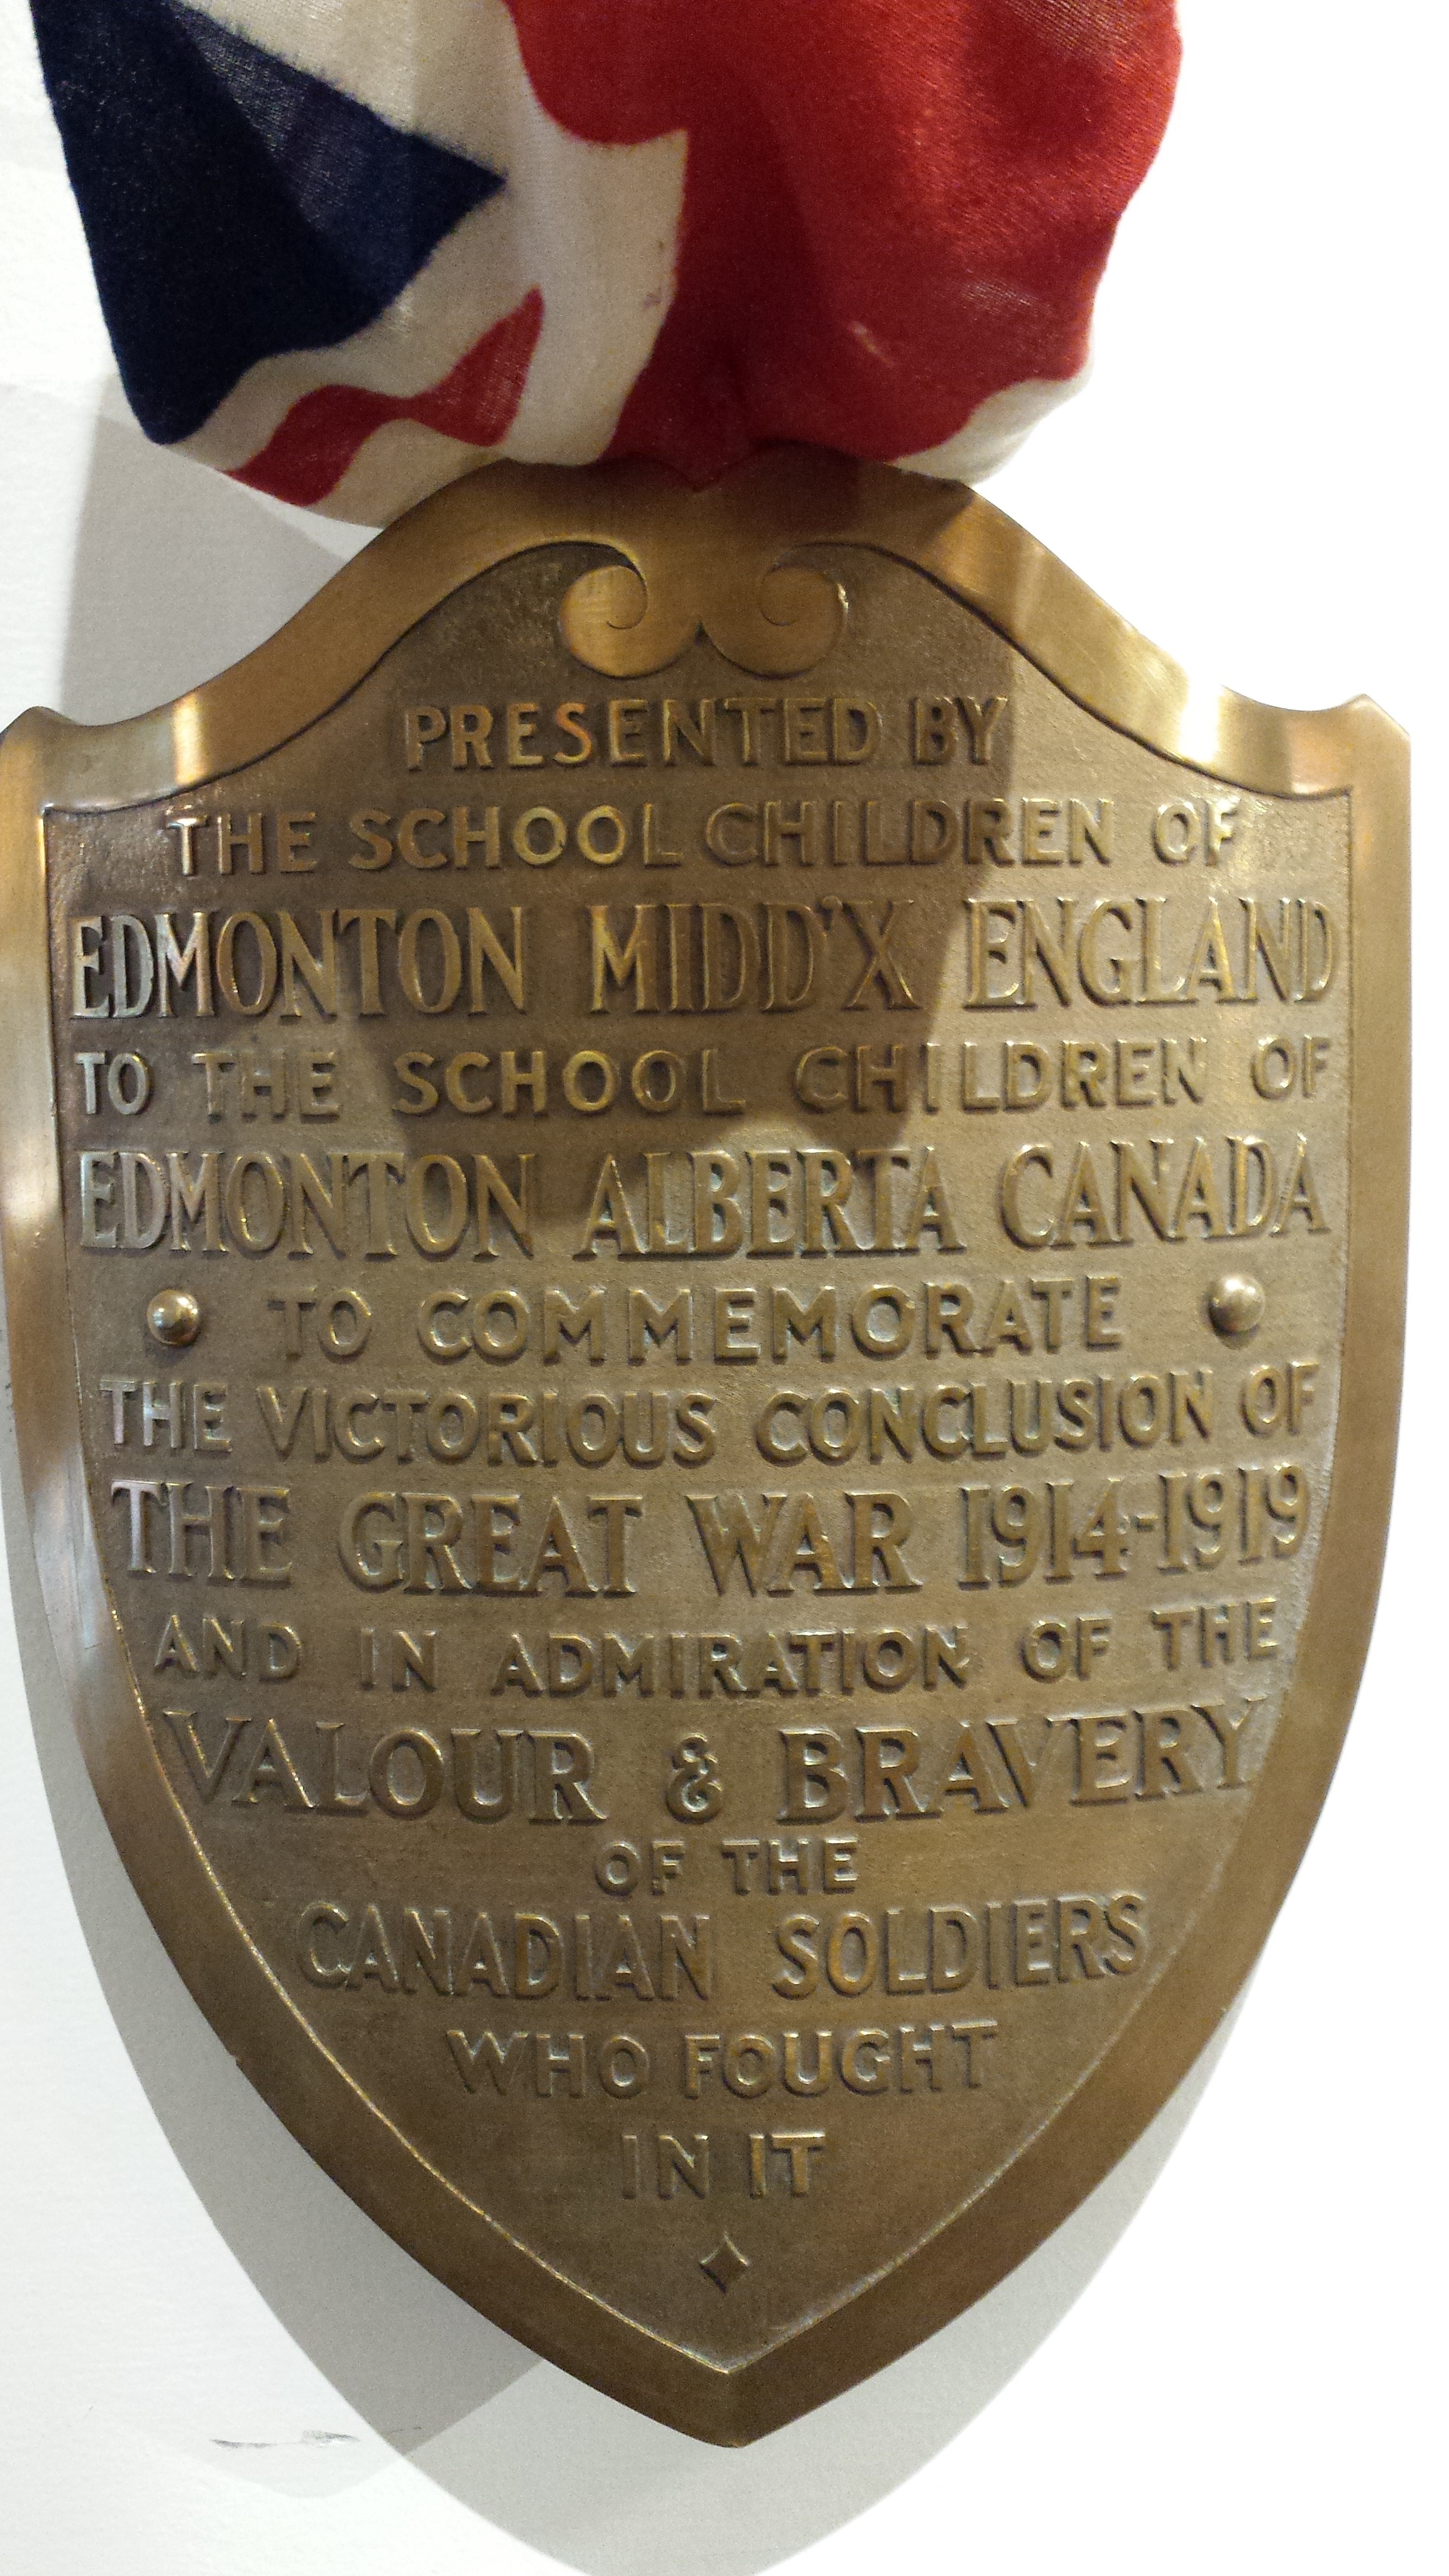 PRESENTED BY
THE SCHOOL CHILDREN OF
EDMONTON MIDD'X ENGLAND
TO THE SCHOOL CHILDREN OF
EDMONTON ALBERTA CANADA
TO COMMEMORATE
THE VICTORIOUS CONCLUSION OF
THE GREAT WAR 1914-1919
AND IN ADMIRATION OF THE
VALOUR & BRAVERY
OF THE
CANADIAN SOLDIERS
WHO FOUGHT
IN IT